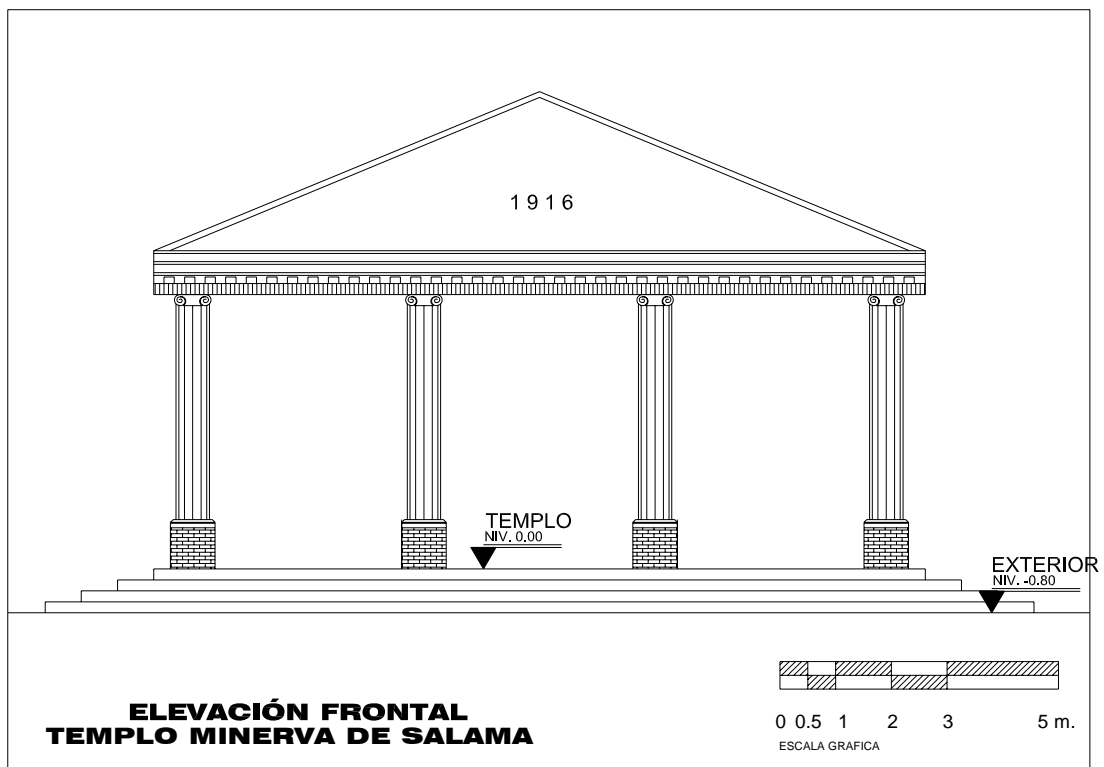 1916
TEMPLO
NIV. 0.00
EXTERIOR
NIV. -0.80
ELEVACIÓN FRONTAL
TEMPLO MINERVA DE SALAMA
0 0.5 1 2 3 5 m.
ESCALA GRAFICA